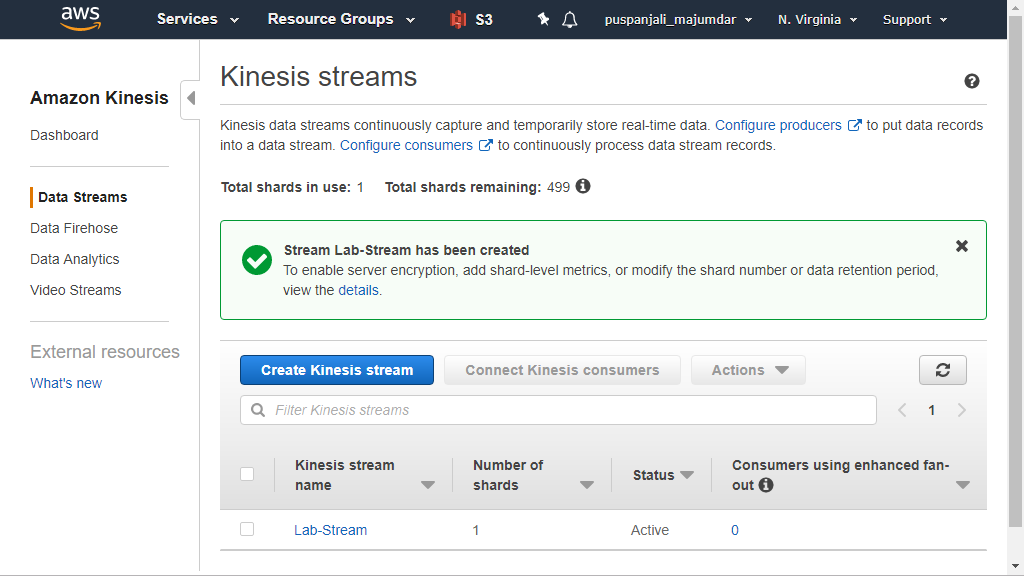 aws Services Resource Groups S3 puspanjali_majumdar N. Virginia Support
Amazon Kinesis
Dashboard
Data Streams
Data Firehose
Data Analytics
Video Streams
External resources
What's new
Kinesis streams
Kinesis data streams continuously capture and temporarily store real-time data. Configure producers to put data records
into a data stream. Configure consumers to continuously process data stream records.
Total shards in use: 1 Total shards remaining: 499
Stream Lab-Stream has been created
To enable server encryption, add shard-level metrics, or modify the shard number or data retention period,
view the details.
Create Kinesis stream Connect Kinesis consumers Actions
Filter Kinesis streams 1
Kinesis stream name Number of shards Status Consumers using enhanced fan-out
Lab-Stream 1 Active 0